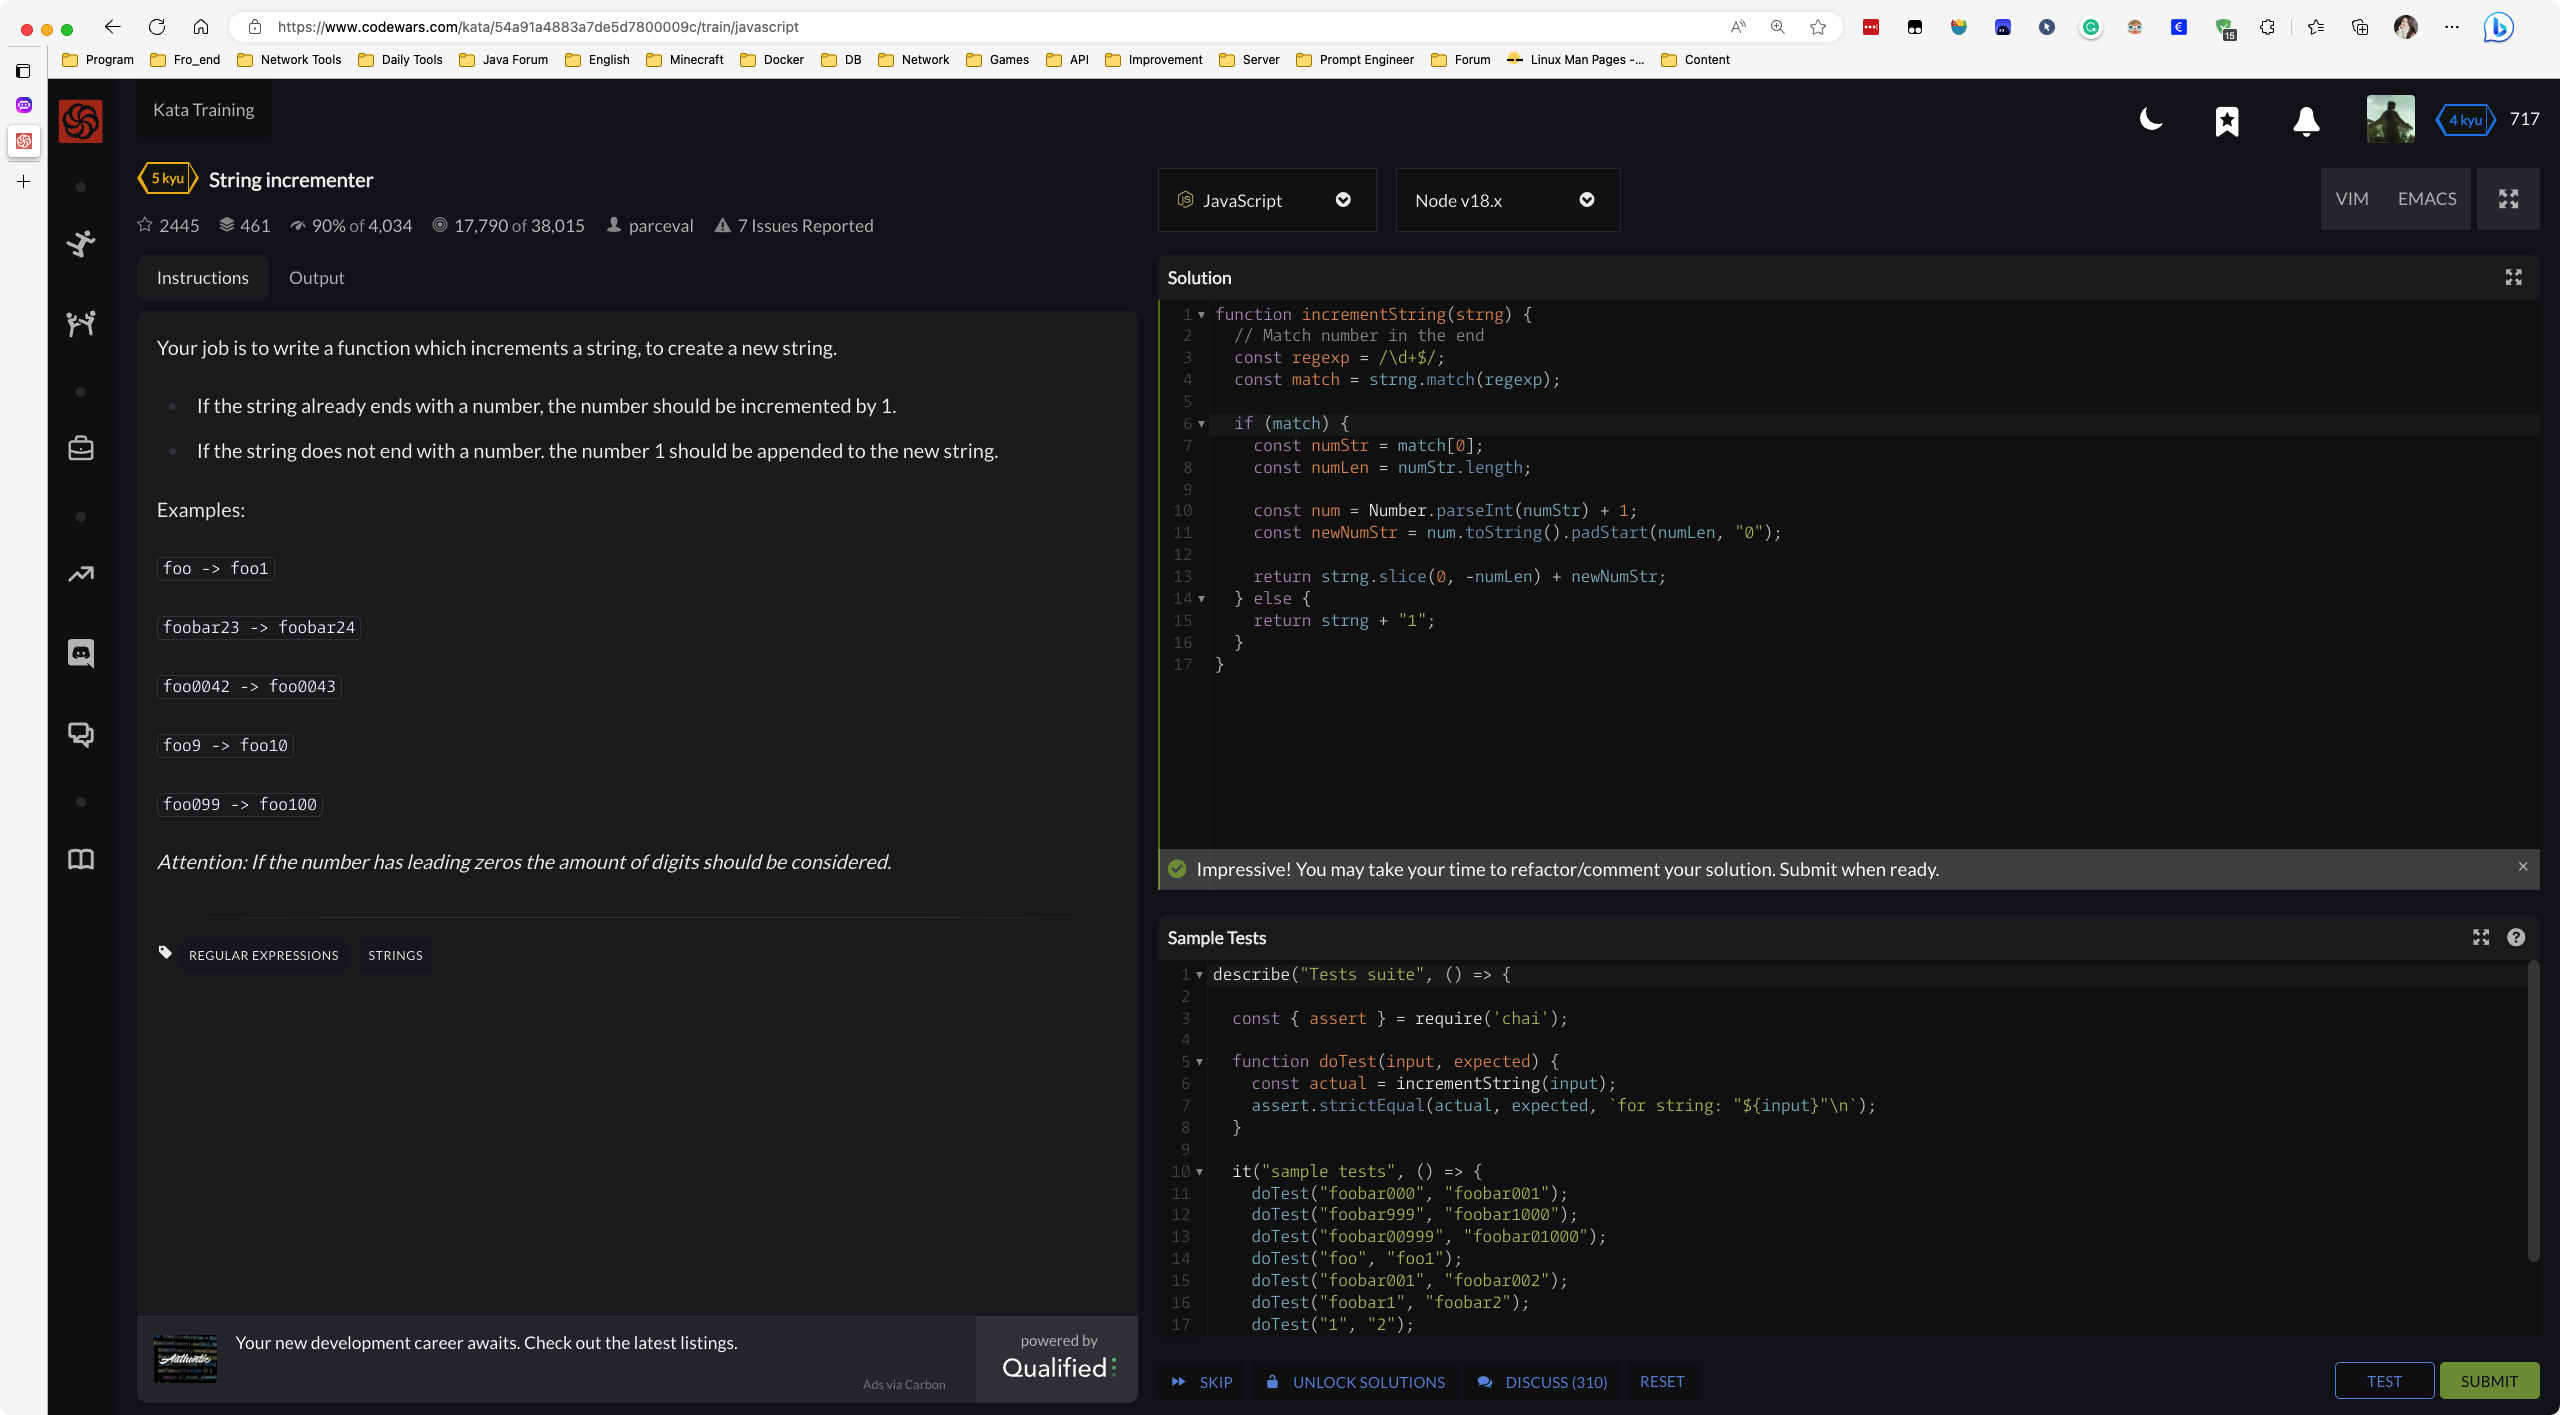 https://www.codewars.com/kata/54a91a4883a7de5d7800009c/train/javascript
15
Program Fro_end Network Tools Daily Tools Java Forum English Minecraft Docker DB Network Games API Improvement Server Prompt Engineer Forum Linux Man Pages -... Content
Kata Training
4 kyu 717
5 kyu String incrementer
2445 461 90% of 4,034 17,790 of 38,015 parceval 7 Issues Reported
JavaScript
Node v18.x
VIM EMACS
Instructions Output
Your job is to write a function which increments a string, to create a new string.
If the string already ends with a number, the number should be incremented by 1.
If the string does not end with a number. the number 1 should be appended to the new string.
Examples:
foo -> foo1
foobar23 -> foobar24
foo0042 -> foo0043
foo9 -> foo10
foo099 -> foo100
Attention: If the number has leading zeros the amount of digits should be considered.
REGULAR EXPRESSIONS STRINGS
Authentic
Your new development career awaits. Check out the latest listings.
Ads via Carbon
powered by
Qualified
Solution
1 function incrementString(strng) {
2 // Match number in the end
3 const regexp = /\d+$/;
4 const match = strng.match(regexp);
5
6 if (match) {
7 const numStr = match[0];
8 const numLen = numStr.length;
9
10 const num = Number.parseInt(numStr) + 1;
11 const newNumStr = num.toString().padStart(numLen, "0");
12
13 return strng.slice(0, -numLen) + newNumStr;
14 } else {
15 return strng + "1";
16 }
17 }
Impressive! You may take your time to refactor/comment your solution. Submit when ready.
Sample Tests
1 describe("Tests suite", () => {
2
3 const { assert } = require('chai');
4
5 function doTest(input, expected) {
6 const actual = incrementString(input);
7 assert.strictEqual(actual, expected, `for string: "${input}"\n`);
8 }
9
10 it("sample tests", () => {
11 doTest("foobar000", "foobar001");
12 doTest("foobar999", "foobar1000");
13 doTest("foobar00999", "foobar01000");
14 doTest("foo", "foo1");
15 doTest("foobar001", "foobar002");
16 doTest("foobar1", "foobar2");
17 doTest("1", "2");
SKIP UNLOCK SOLUTIONS DISCUSS (310) RESET TEST SUBMIT